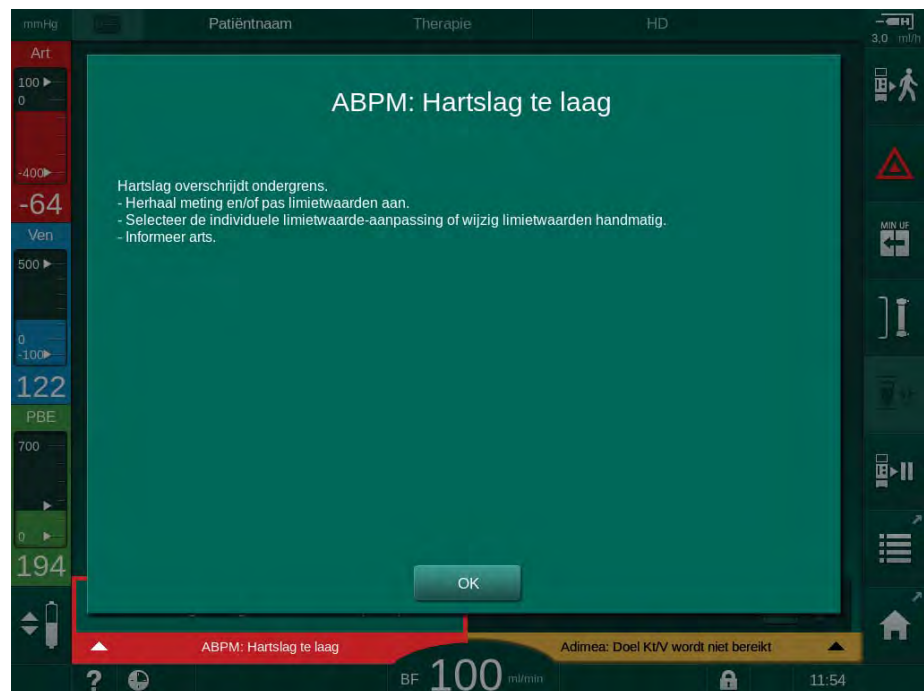 mmHg
Patiëntnaam
Therapie
HD
3,0 ml/h
Art
100
0
-400
-64
Ven
500
0
-100
122
PBE
700
0
194
ABPM: Hartslag te laag
Hartslag overschrijdt ondergrens.
- Herhaal meting en/of pas limietwaarden aan.
- Selecteer de individuele limietwaarde-aanpassing of wijzig limietwaarden handmatig.
- Informeer arts.
OK
MIN UF
ABPM: Hartslag te laag
Adimea: Doel Kt/V wordt niet bereikt
?
BF 100 ml/min
11:54